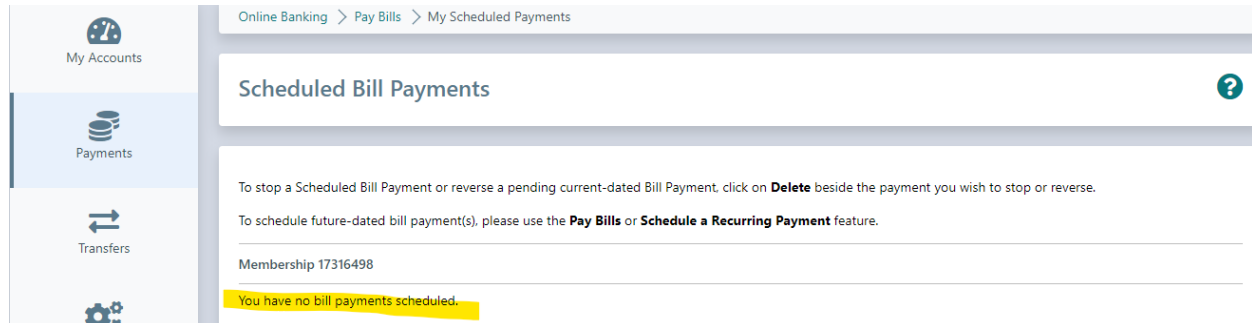 Online Banking > Pay Bills > My Scheduled Payments
My Accounts
Scheduled Bill Payments
?
Payments
To stop a Scheduled Bill Payment or reverse a pending current-dated Bill Payment, click on Delete beside the payment you wish to stop or reverse.
To schedule future-dated bill payment(s), please use the Pay Bills or Schedule a Recurring Payment feature.
Transfers
Membership 17316498
You have no bill payments scheduled.